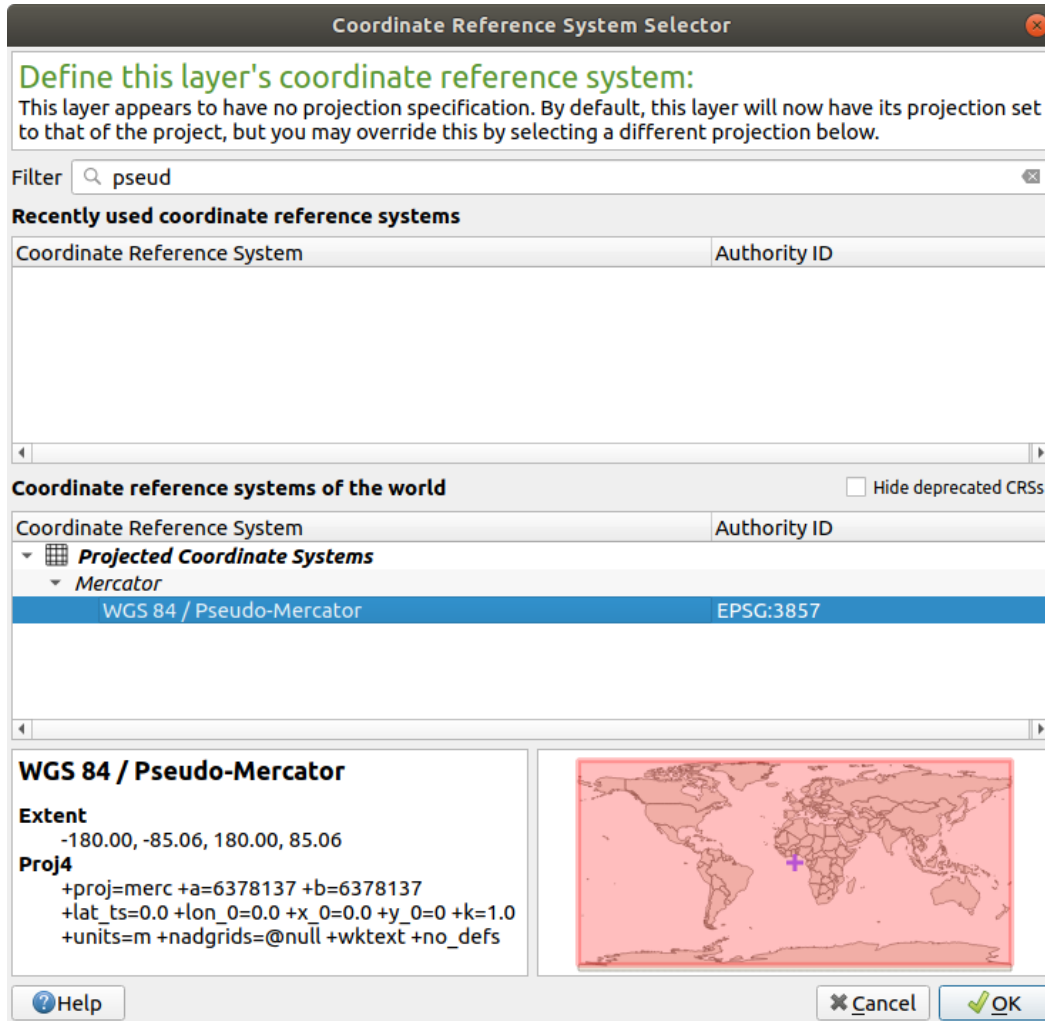 Coordinate Reference System Selector
Define this layer's coordinate reference system:
This layer appears to have no projection specification. By default, this layer will now have its projection set
to that of the project, but you may override this by selecting a different projection below.
Filter pseud
Recently used coordinate reference systems
Coordinate Reference System Authority ID
Coordinate reference systems of the world Hide deprecated CRSs
Coordinate Reference System Authority ID
Projected Coordinate Systems
Mercator
WGS 84 / Pseudo-Mercator EPSG:3857
WGS 84 / Pseudo-Mercator
Extent
-180.00, -85.06, 180.00, 85.06
Proj4
+proj=merc +a=6378137 +b=6378137
+lat_ts=0.0 +lon_0=0.0 +x_0=0.0 +y_0=0 +k=1.0
+units=m +nadgrids=@null +wktext +no_defs
Help Cancel OK